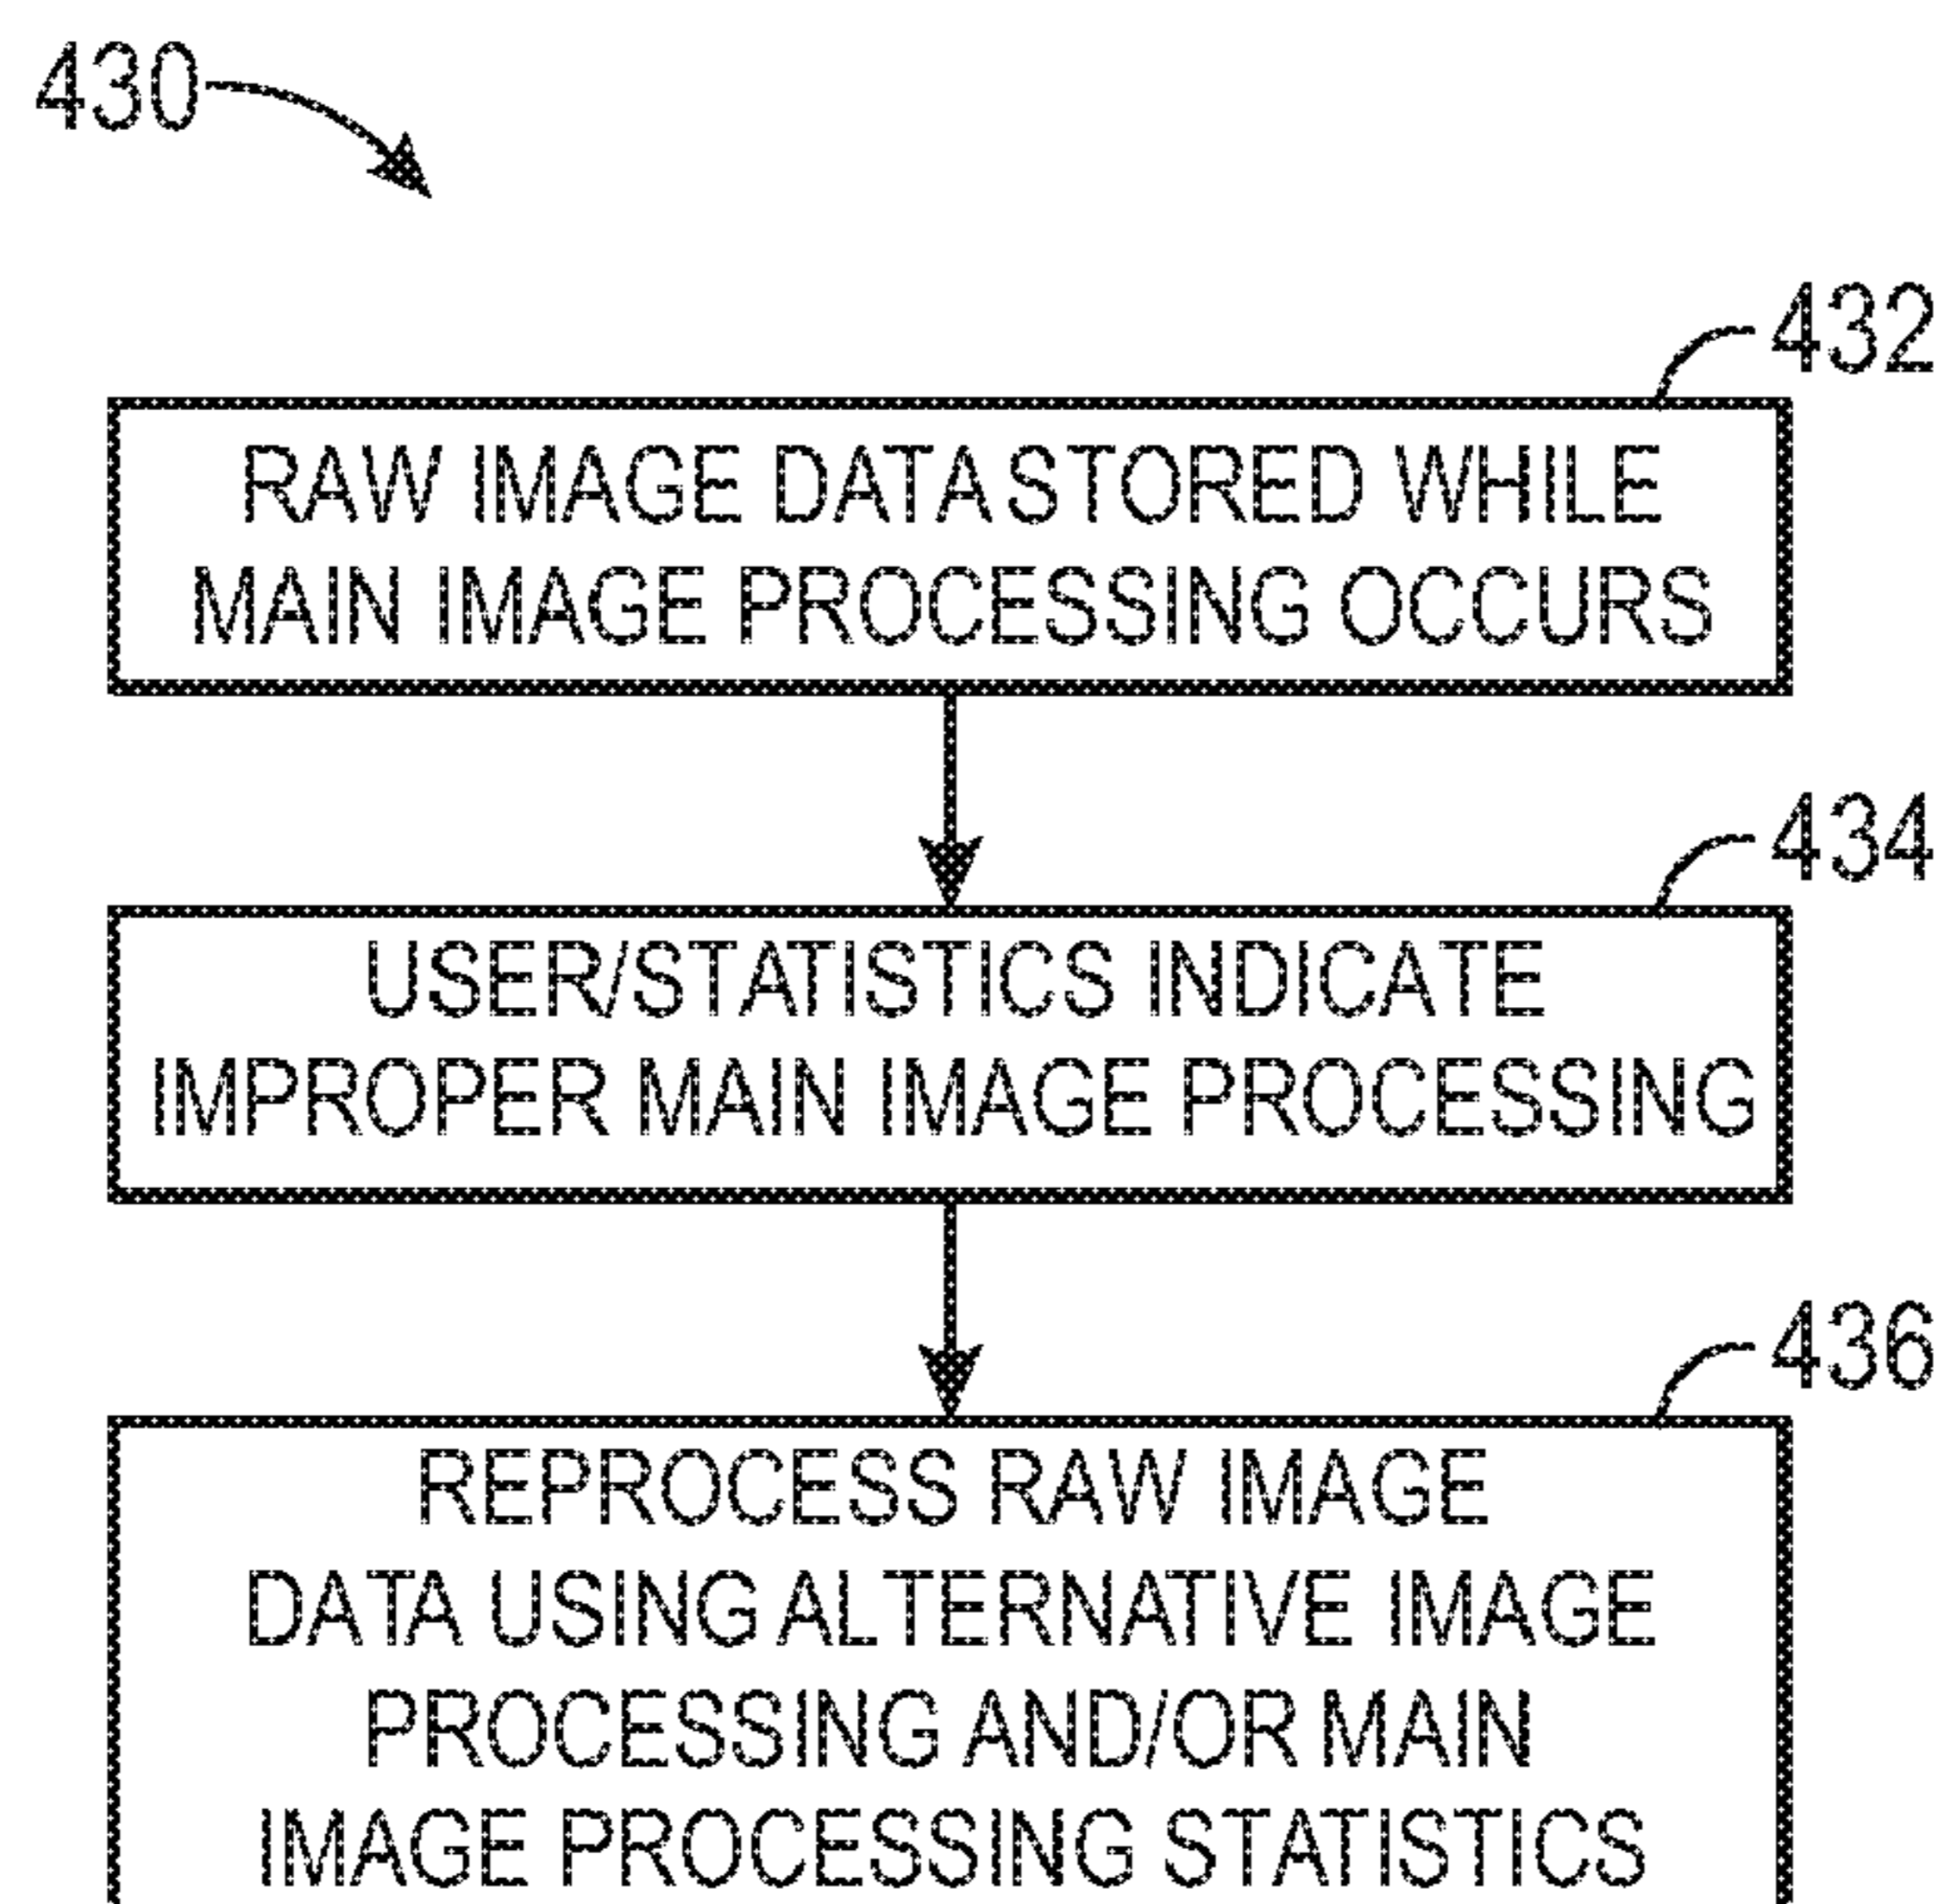 430
432
RAW IMAGE DATA STORED WHILE
MAIN IMAGE PROCESSING OCCURS
434
USER/STATISTICS INDICATE
IMPROPER MAIN IMAGE PROCESSING
436
REPROCESS RAW IMAGE
DATA USING ALTERNATIVE IMAGE
PROCESSING AND/OR MAIN
IMAGE PROCESSING STATISTICS